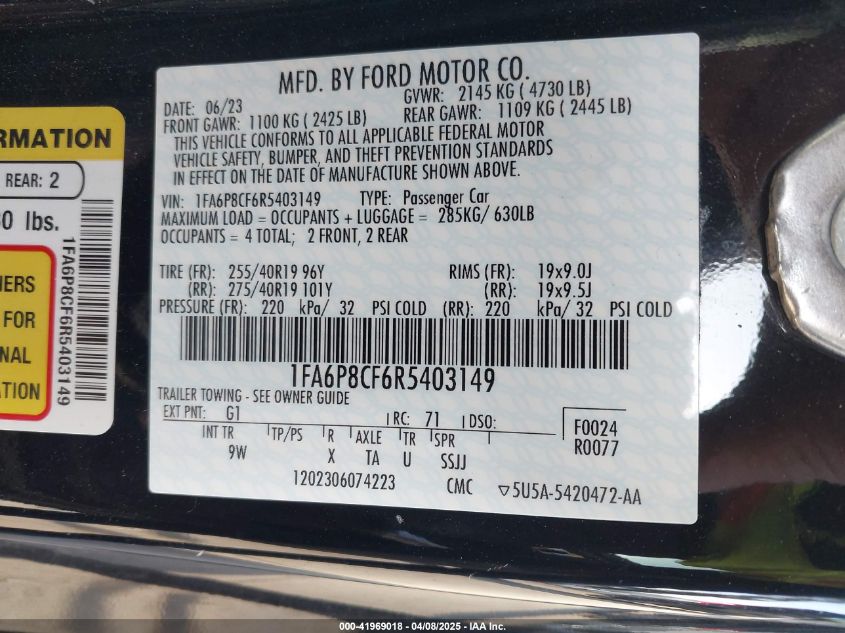 MFD. BY FORD MOTOR CO.
DATE: 06/23
GVWR: 2145 KG ( 4730 LB)
FRONT GAWR: 1100 KG ( 2425 LB)
REAR GAWR: 1109 KG ( 2445 LB)
THIS VEHICLE CONFORMS TO ALL APPLICABLE FEDERAL MOTOR
VEHICLE SAFETY, BUMPER, AND THEFT PREVENTION STANDARDS
IN EFFECT ON THE DATE OF MANUFACTURE SHOWN ABOVE.
VIN: 1FA6P8CF6R5403149 TYPE: Passenger Car
MAXIMUM LOAD = OCCUPANTS + LUGGAGE = 285KG/ 630LB
OCCUPANTS = 4 TOTAL; 2 FRONT, 2 REAR
TIRE (FR): 255/40R19 96Y RIMS (FR): 19x9.0J
(RR): 275/40R19 101Y (RR): 19x9.5J
PRESSURE (FR): 220 kPa/ 32 PSI COLD (RR): 220 kPa/ 32 PSI COLD
1FA6P8CF6R5403149
TRAILER TOWING - SEE OWNER GUIDE
EXT PNT: G1 RC: 71 DSO:
F0024
R0077
INT TR TP/PS R AXLE TR SPR
9W X TA U SSJJ
1202306074223 CMC 5U5A-5420472-AA
RMATION
REAR: 2
0 lbs.
NERS
FOR
NAL
1FA6P8CF6R5403149
000-41969018 - 04/08/2025 - IAA Inc.